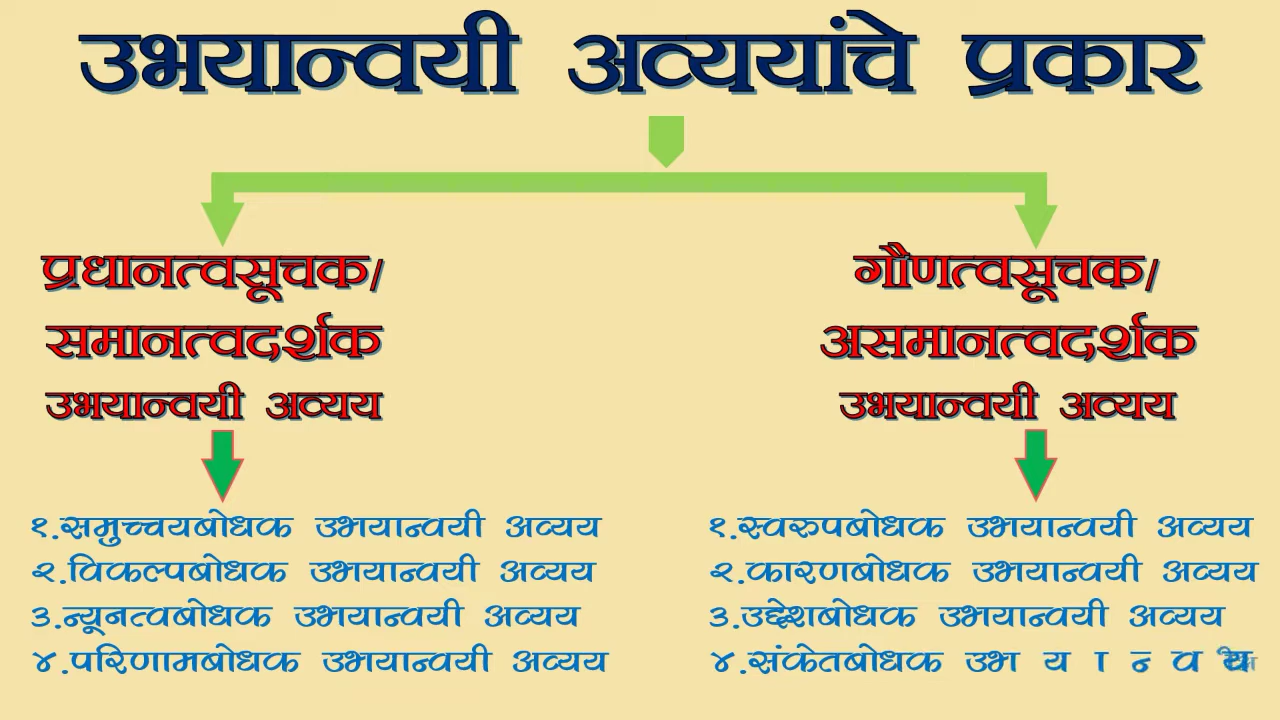 उभयान्वयी अव्ययांचे प्रकार
प्रधानत्वसूचक/
समानत्वदर्शक
उभयान्वयी अव्यय
१.समुच्चयबोधक उभयान्वयी अव्यय
२.विकल्पबोधक उभयान्वयी अव्यय
३.न्यूनत्वबोधक उभयान्वयी अव्यय
४.परिणामबोधक उभयान्वयी अव्यय
गौणत्वसूचक/
असमानत्वदर्शक
उभयान्वयी अव्यय
१.स्वरुपबोधक उभयान्वयी अव्यय
२.कारणबोधक उभयान्वयी अव्यय
३.उद्देशबोधक उभयान्वयी अव्यय
४.संकेतबोधक उभ या न् व